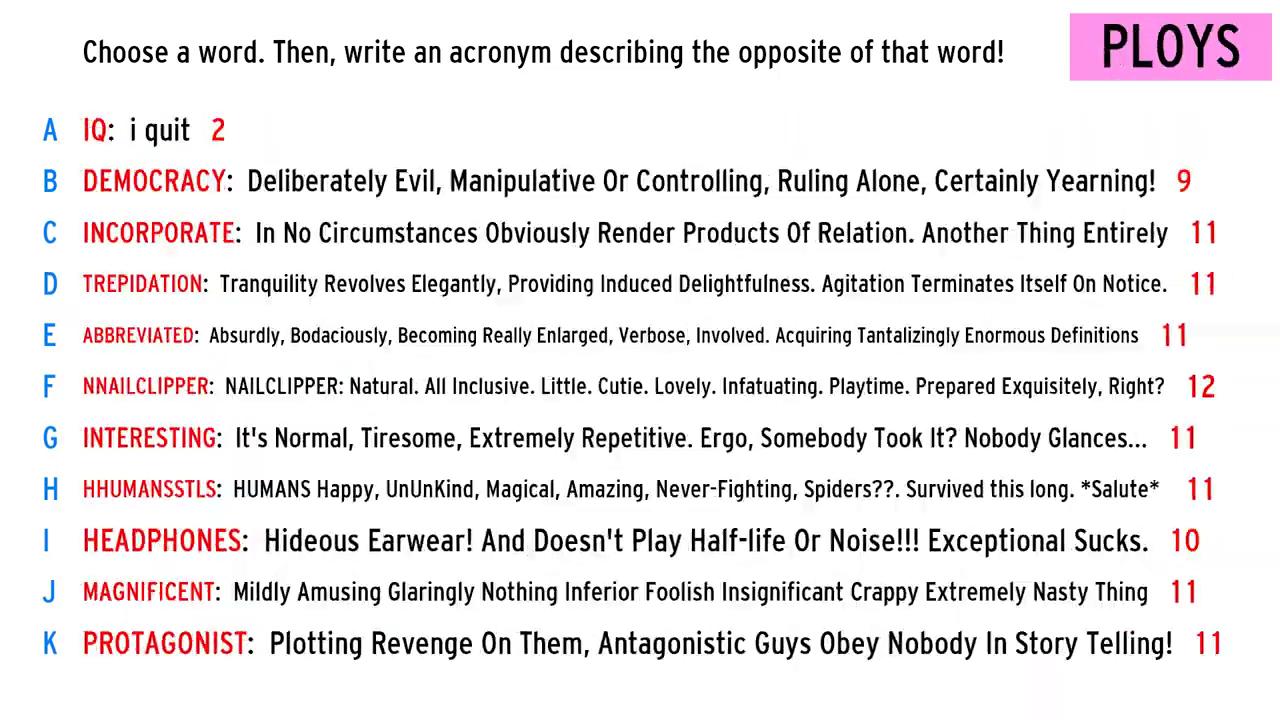 Choose a word. Then, write an acronym describing the opposite of that word!
PLOYS
A IQ: i quit 2
B DEMOCRACY: Deliberately Evil, Manipulative Or Controlling, Ruling Alone, Certainly Yearning! 9
C INCORPORATE: In No Circumstances Obviously Render Products Of Relation. Another Thing Entirely 11
D TREPIDATION: Tranquility Revolves Elegantly, Providing Induced Delightfulness. Agitation Terminates Itself On Notice. 11
E ABBREVIATED: Absurdly, Bodaciously, Becoming Really Enlarged, Verbose, Involved. Acquiring Tantalizingly Enormous Definitions 11
F NNAILCLIPPER: NAILCLIPPER: Natural. All Inclusive. Little. Cutie. Lovely. Infatuating. Playtime. Prepared Exquisitely, Right? 12
G INTERESTING: It's Normal, Tiresome, Extremely Repetitive. Ergo, Somebody Took It? Nobody Glances... 11
H HHUMANSSTLS: HUMANS Happy, UnUnKind, Magical, Amazing, Never-Fighting, Spiders??. Survived this long. *Salute* 11
I HEADPHONES: Hideous Earwear! And Doesn't Play Half-life Or Noise!!! Exceptional Sucks. 10
J MAGNIFICENT: Mildly Amusing Glaringly Nothing Inferior Foolish Insignificant Crappy Extremely Nasty Thing 11
K PROTAGONIST: Plotting Revenge On Them, Antagonistic Guys Obey Nobody In Story Telling! 11